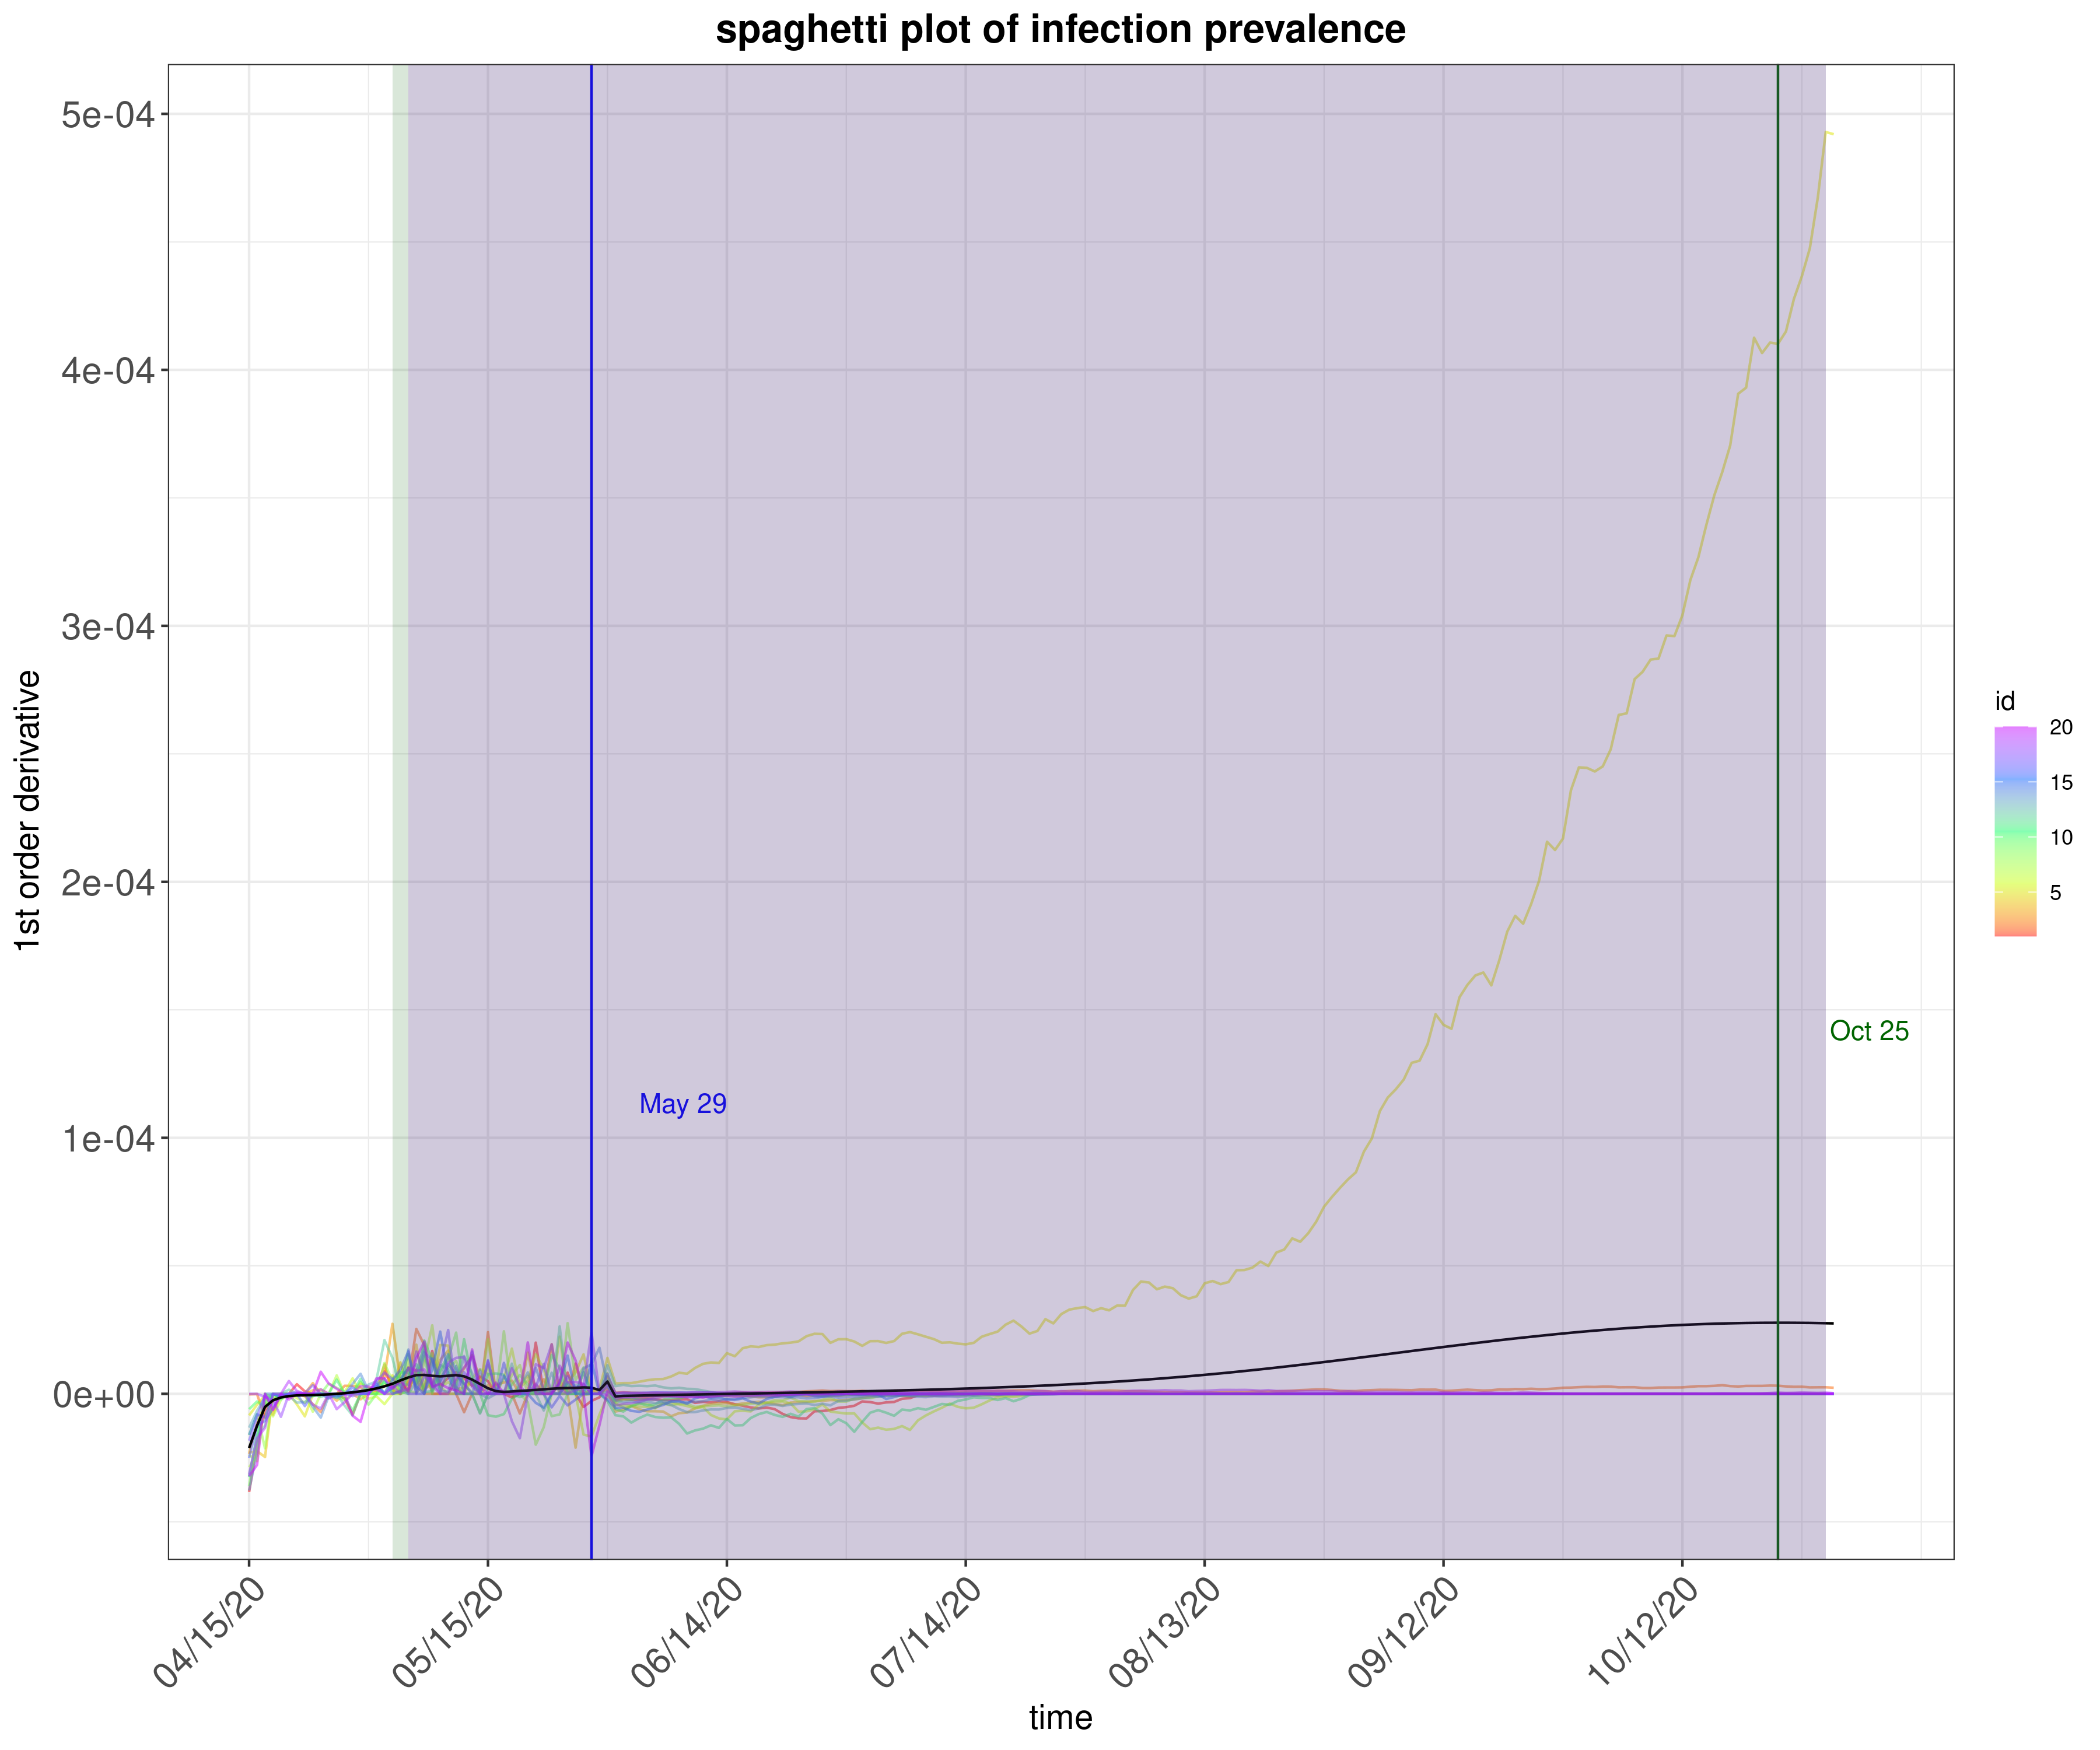 spaghetti plot of infection prevalence
5e-04
4e-04
3e-04
2e-04
1e-04
0e+00
1st order derivative
May 29
Oct 25
04/15/20
05/15/20
06/14/20
07/14/20
08/13/20
09/12/20
10/12/20
time
id
20
15
10
5